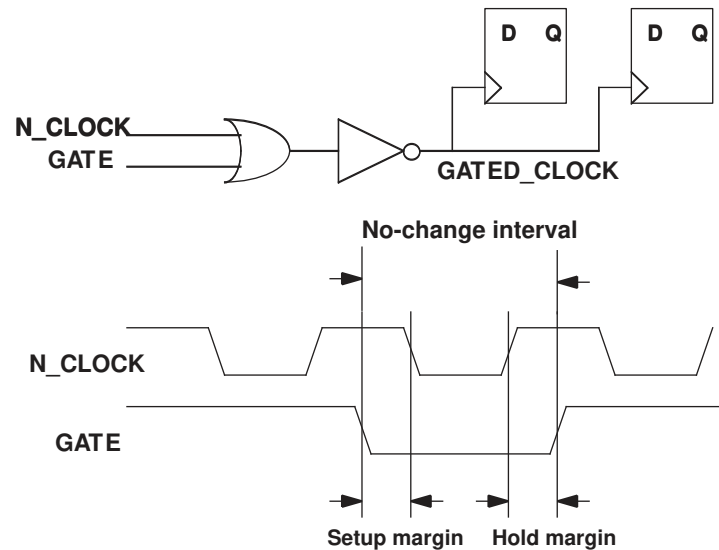 D Q
D Q
N_CLOCK
GATE
GATED_CLOCK
No-change interval
N_CLOCK
GATE
Setup margin
Hold margin